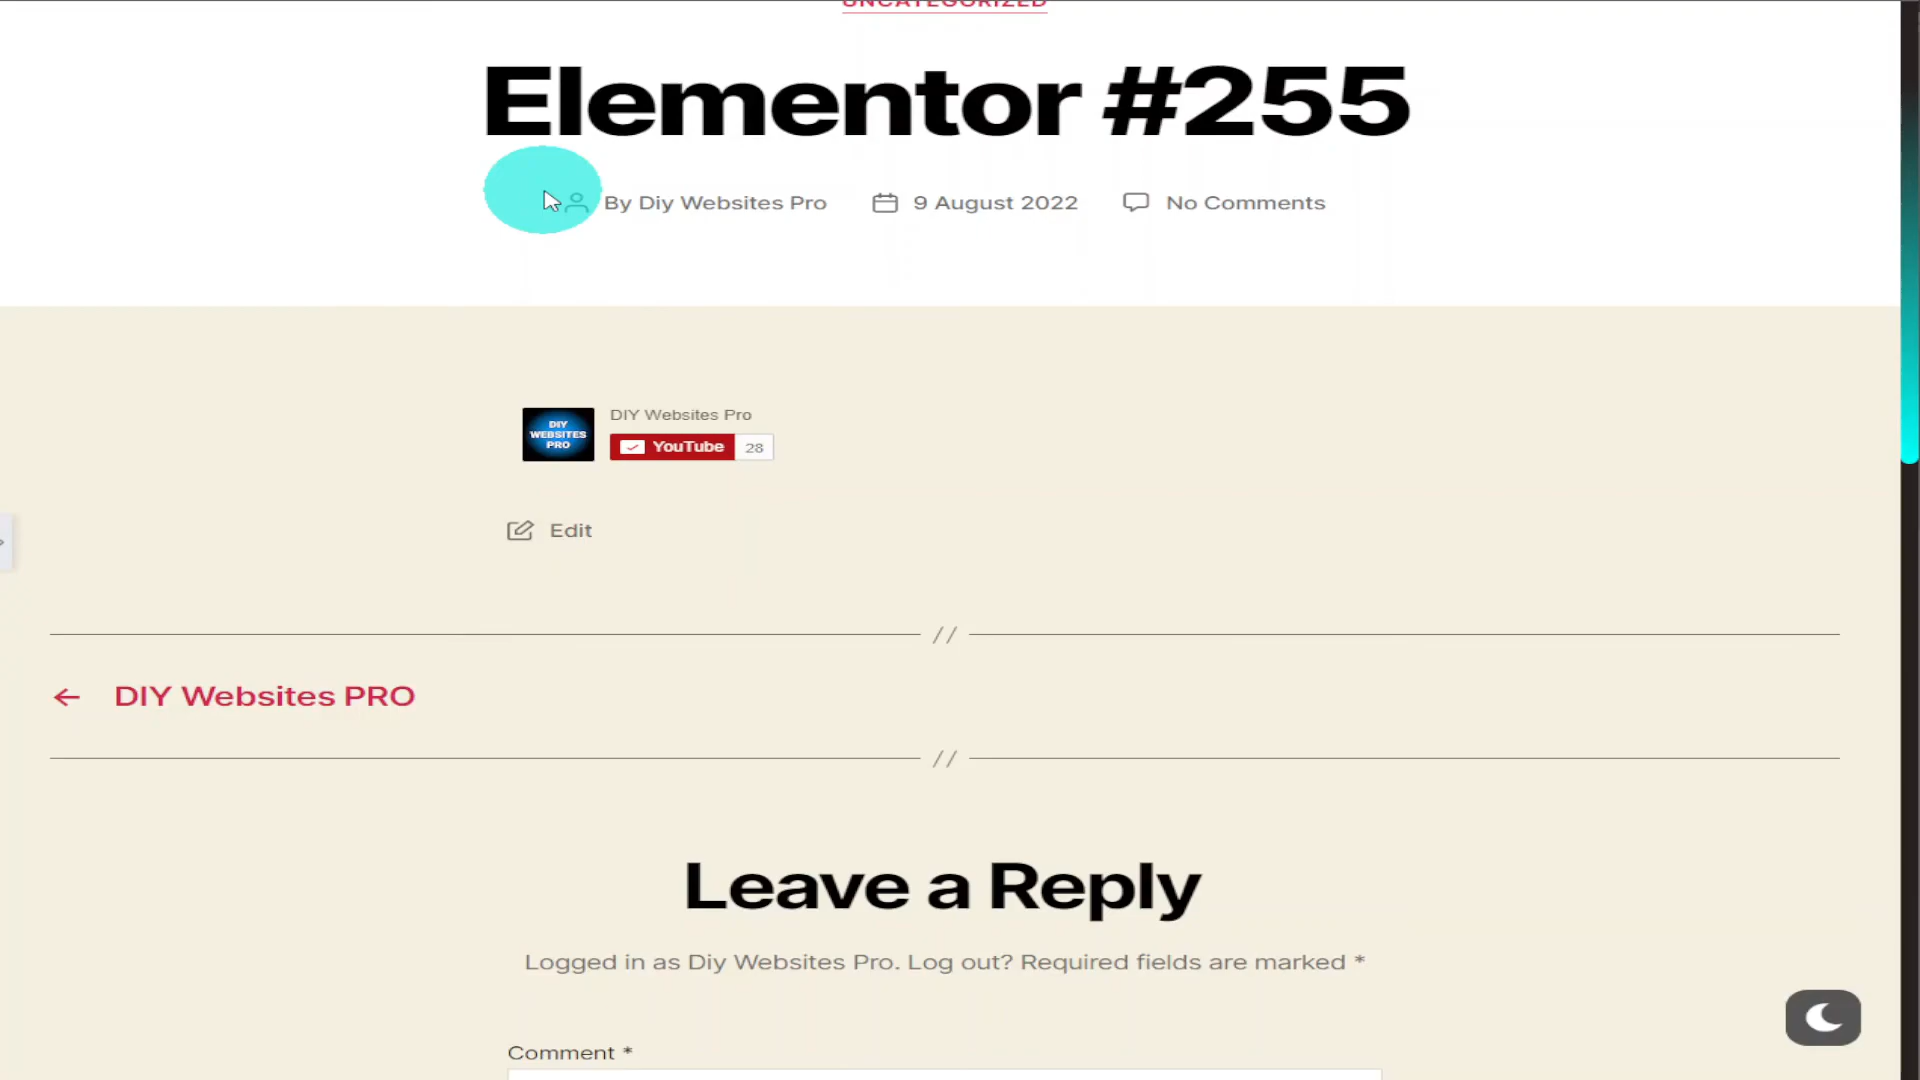 UNCATEGORIZED
Elementor #255
By Diy Websites Pro 9 August 2022 No Comments
DIY Websites Pro
DIY
WEBSITES
PRO
YouTube 28
Edit
//
← DIY Websites PRO
//
Leave a Reply
Logged in as Diy Websites Pro. Log out? Required fields are marked *
Comment *